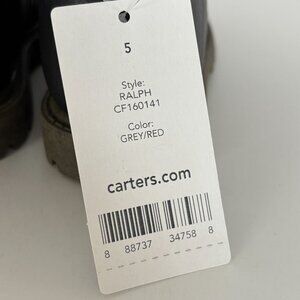 5
Style:
RALPH
CF160141
Color:
GREY/RED
carters.com
8 88737 34758 8